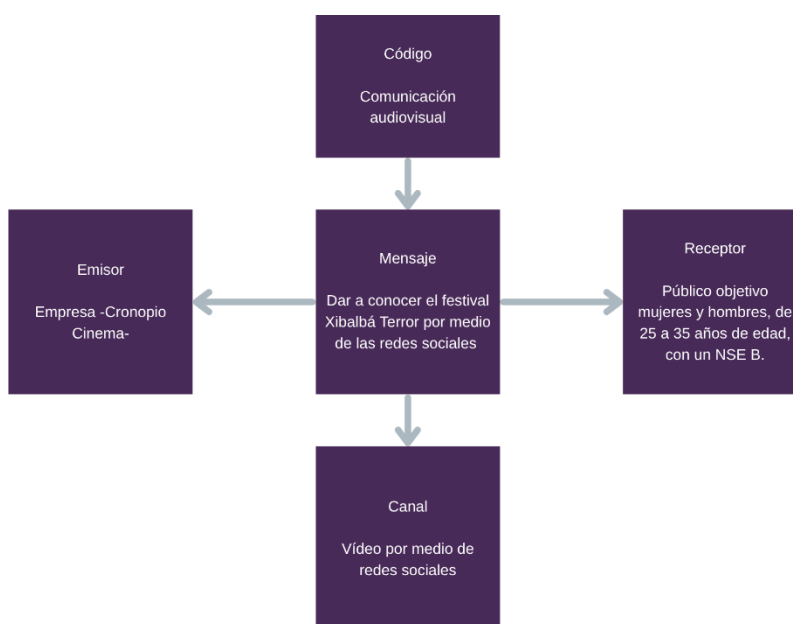 Código
Comunicación
audiovisual
Emisor
Empresa -Cronopio
Cinema-
Mensaje
Dar a conocer el festival
Xibalbá Terror por medio
de las redes sociales
Receptor
Público objetivo
mujeres y hombres, de
25 a 35 años de edad,
con un NSE B.
Canal
Vídeo por medio de
redes sociales